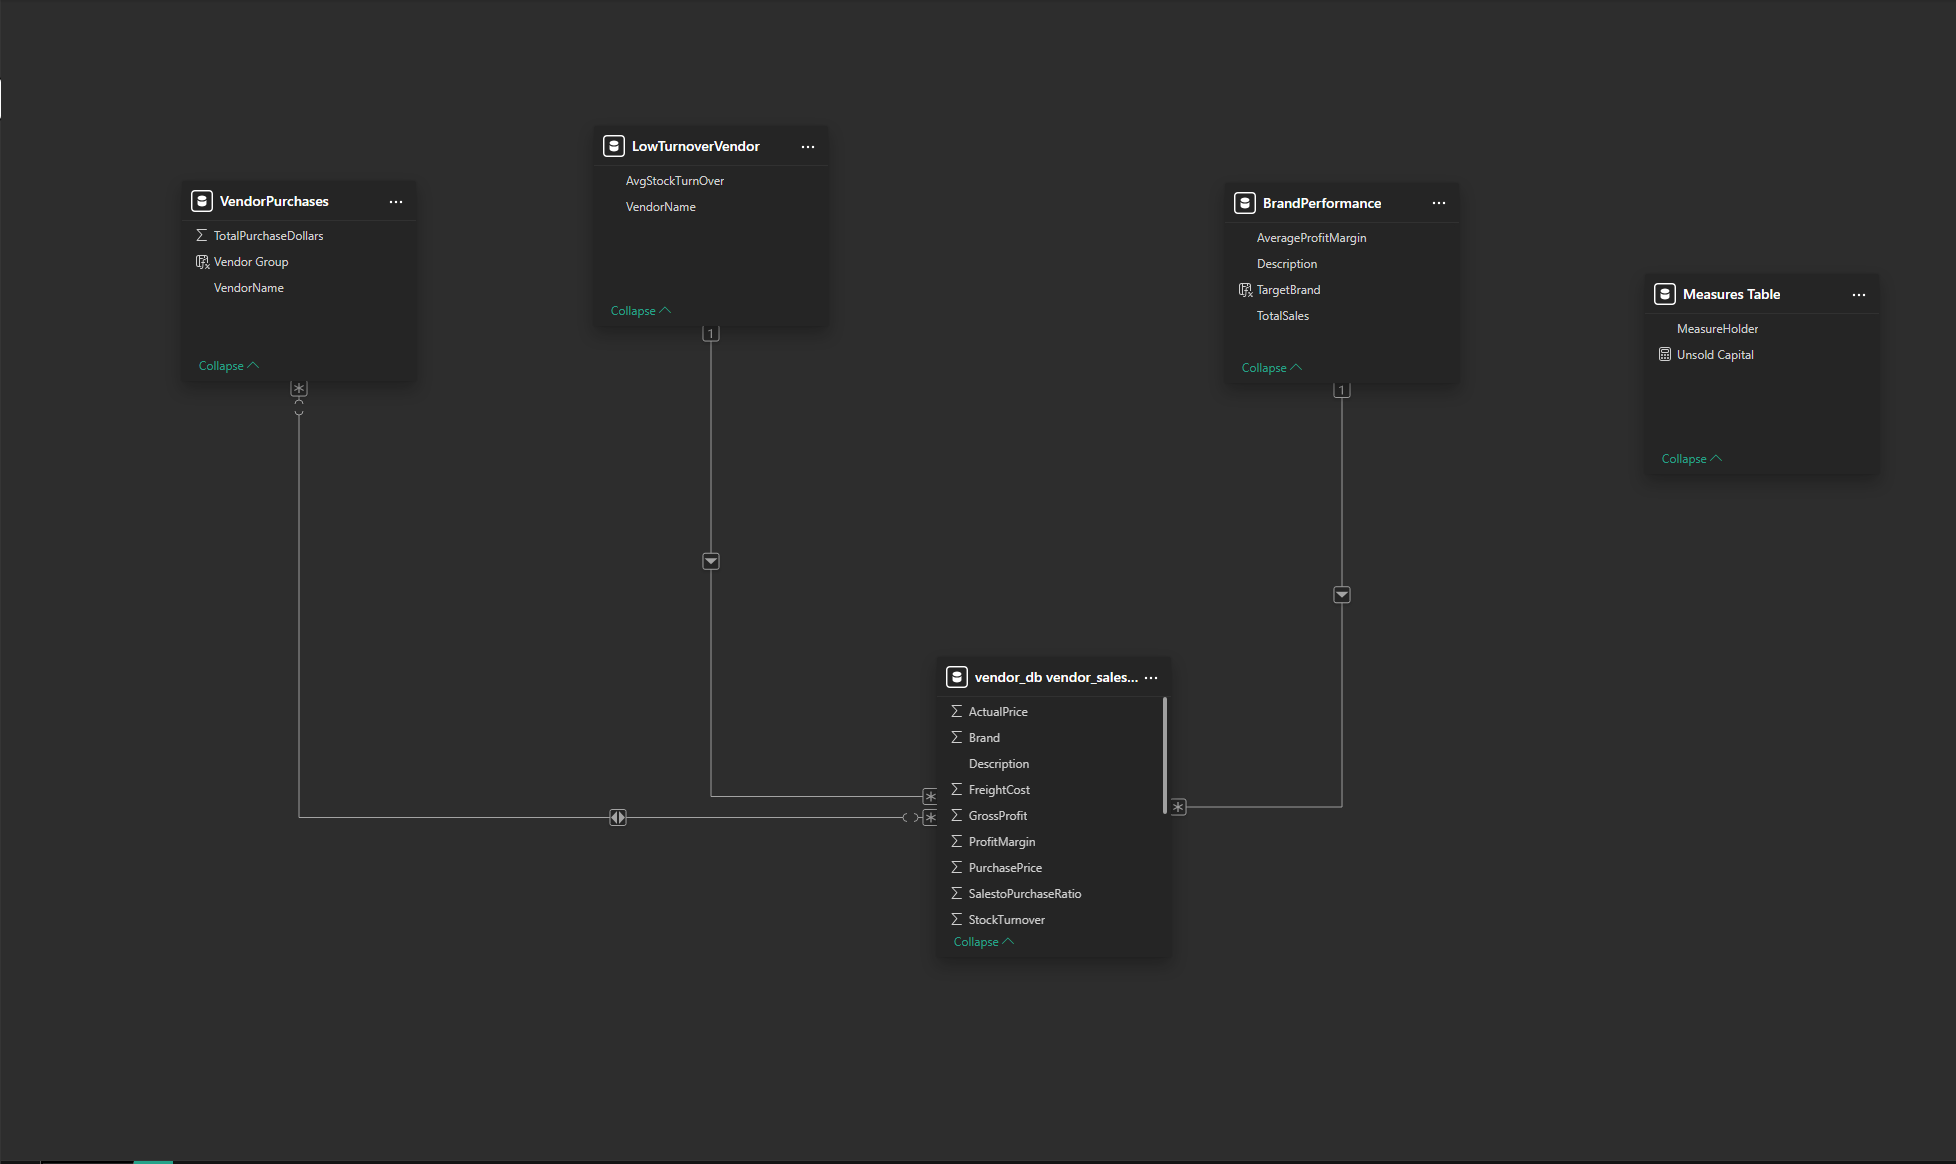 VendorPurchases
TotalPurchaseDollars
Vendor Group
VendorName
Collapse
*
LowTurnoverVendor
AvgStockTurnOver
VendorName
Collapse
1
BrandPerformance
AverageProfitMargin
Description
TargetBrand
TotalSales
Collapse
1
Measures Table
MeasureHolder
Unsold Capital
Collapse
vendor_db vendor_sales...
ActualPrice
Brand
Description
FreightCost
GrossProfit
ProfitMargin
PurchasePrice
SalestoPurchaseRatio
StockTurnover
Collapse
*
*
*